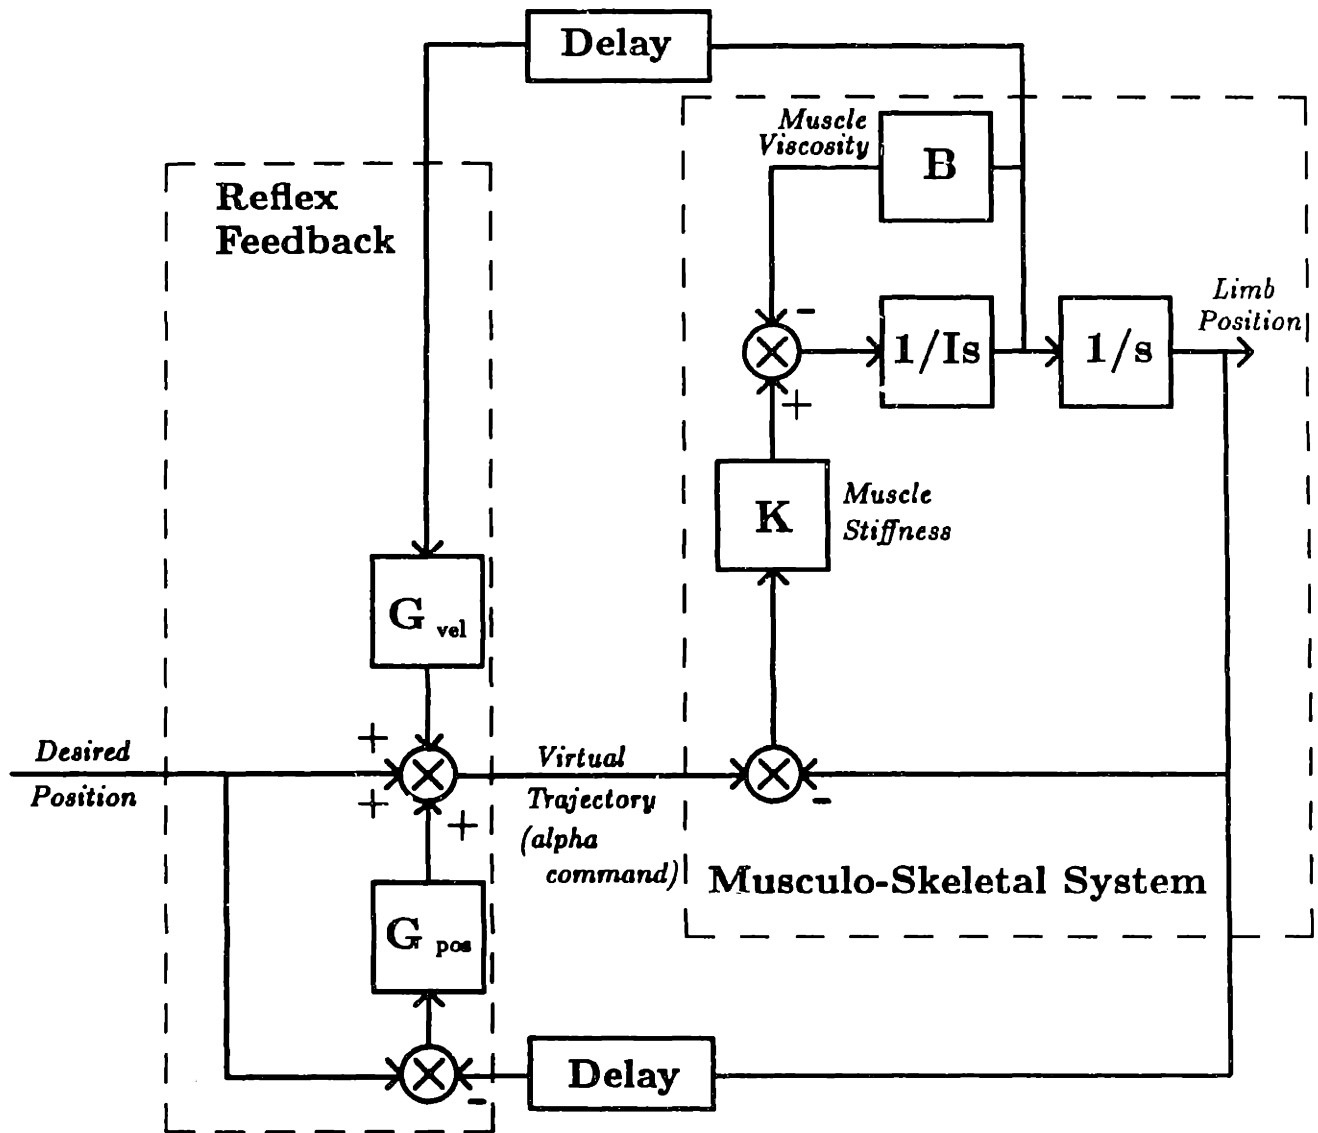 Delay
Muscle
Viscosity
B
Reflex
Feedback
-
1/Is
1/s
Limb
Position
+
K
Muscle
Stiffness
G vel
+
Desired
Position
+
+
Virtual
Trajectory
(alpha
command)
-
Musculo-Skeletal System
G pos
Delay
-